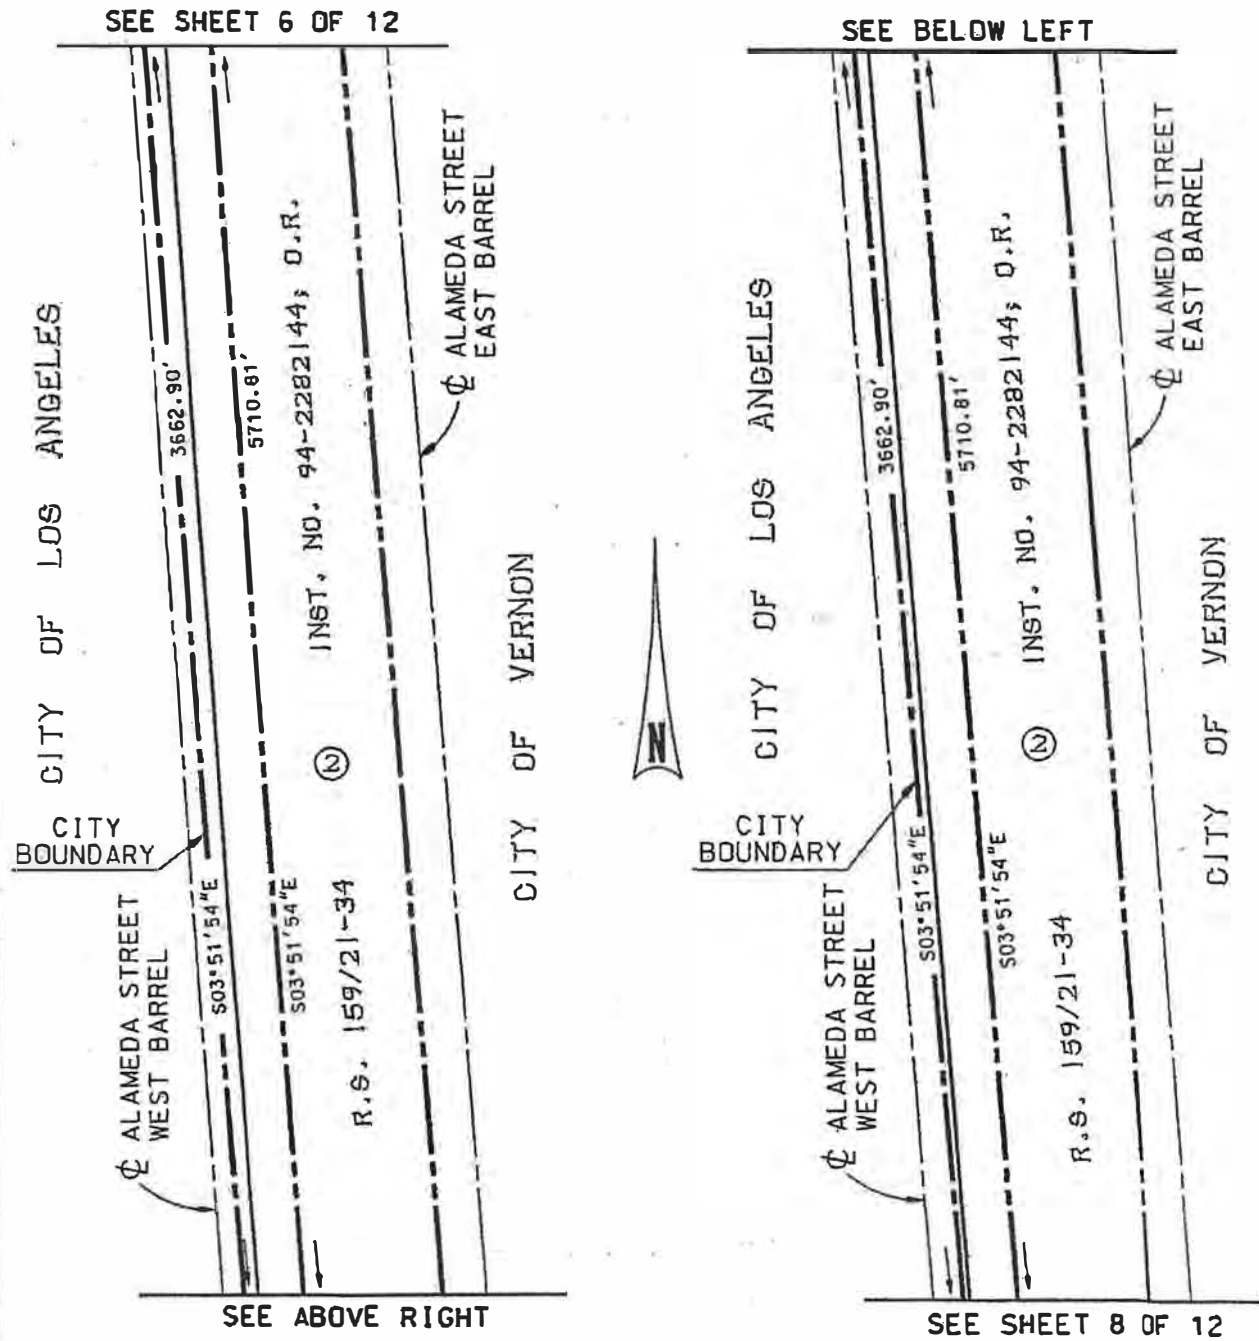 SEE SHEET 6 OF 12
CITY OF LOS ANGELES
3662.90'
5710.81'
INST. NO. 94-2282144; O.R.
℄ ALAMEDA STREET
EAST BARREL
CITY OF VERNON
2
CITY
BOUNDARY
S03°51'54"E
S03°51'54"E
R.S. 159/21-34
℄ ALAMEDA STREET
WEST BARREL
SEE ABOVE RIGHT
N
SEE BELOW LEFT
CITY OF LOS ANGELES
3662.90'
5710.81'
INST. NO. 94-2282144; O.R.
℄ ALAMEDA STREET
EAST BARREL
CITY OF VERNON
2
CITY
BOUNDARY
S03°51'54"E
S03°51'54"E
R.S. 159/21-34
℄ ALAMEDA STREET
WEST BARREL
SEE SHEET 8 OF 12